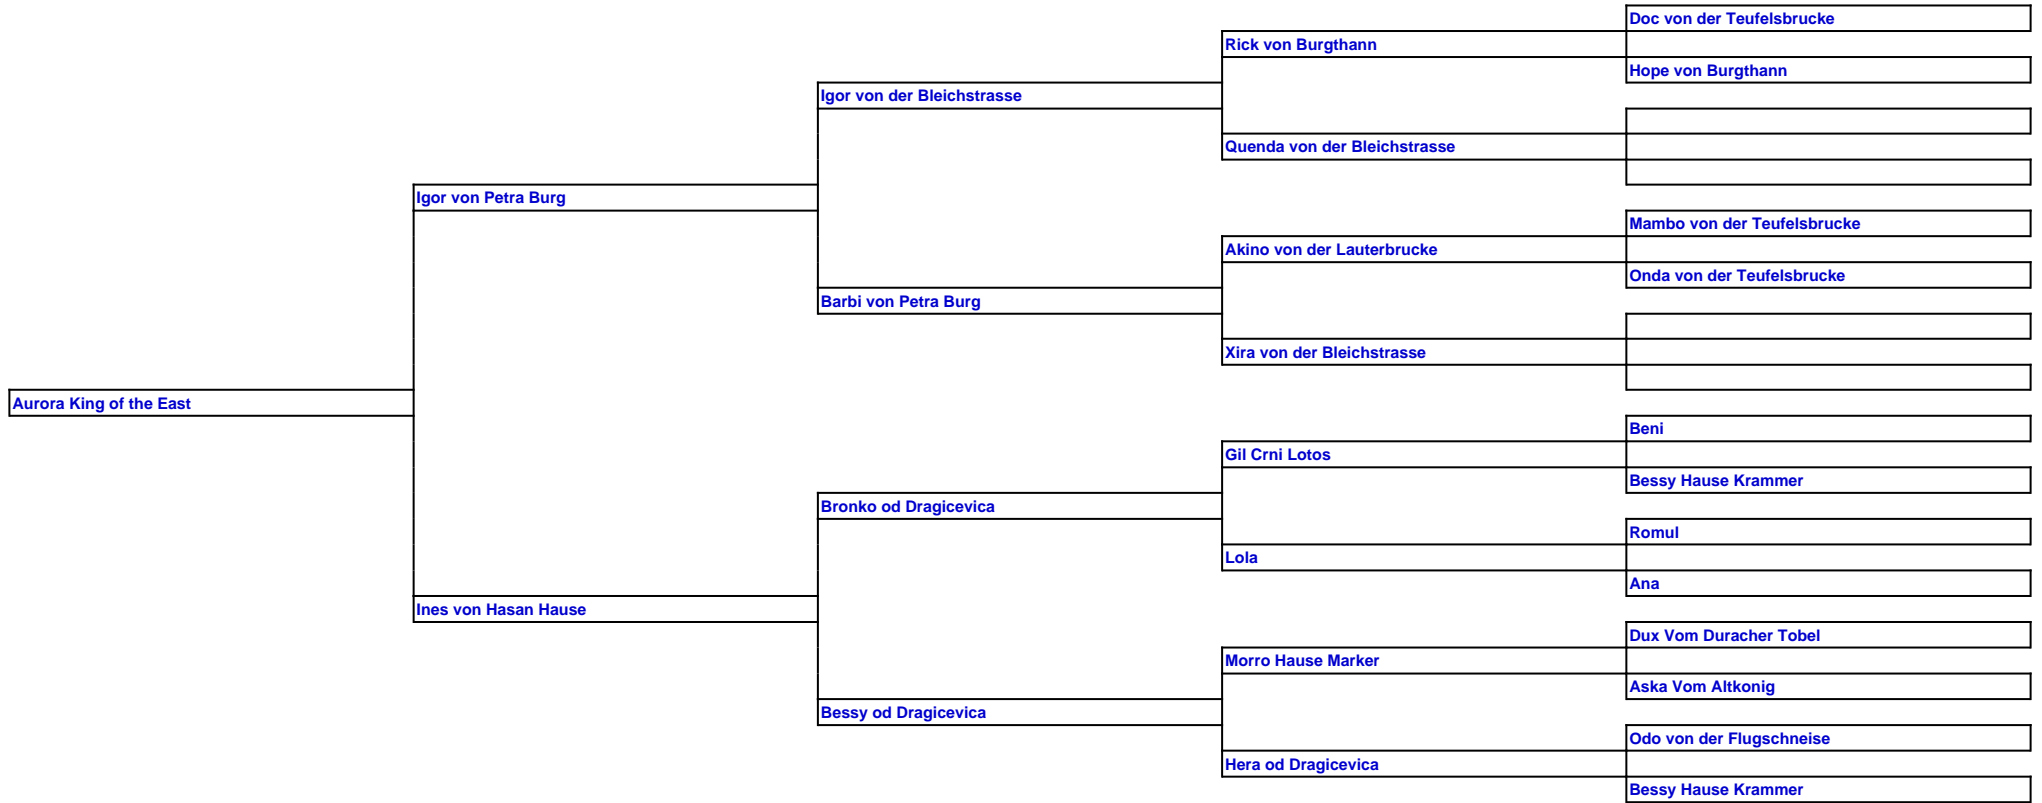 Doc von der Teufelsbrucke
Rick von Burgthann
Hope von Burgthann
Igor von der Bleichstrasse
Quenda von der Bleichstrasse
Igor von Petra Burg
Mambo von der Teufelsbrucke
Akino von der Lauterbrucke
Onda von der Teufelsbrucke
Barbi von Petra Burg
Xira von der Bleichstrasse
Aurora King of the East
Beni
Gil Crni Lotos
Bessy Hause Krammer
Bronko od Dragicevica
Romul
Lola
Ana
Ines von Hasan Hause
Dux Vom Duracher Tobel
Morro Hause Marker
Aska Vom Altkonig
Bessy od Dragicevica
Odo von der Flugschneise
Hera od Dragicevica
Bessy Hause Krammer